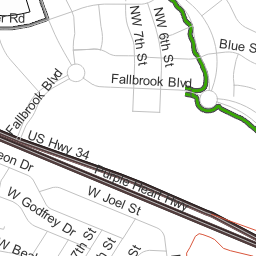 Rd
NW 7th St
NW 6th St
Blue
Fallbrook Blvd
Fallbrook Blvd
US Hwy 34
Purple Heart Hwy
Dr
W Joel St
W Godfrey Dr
W